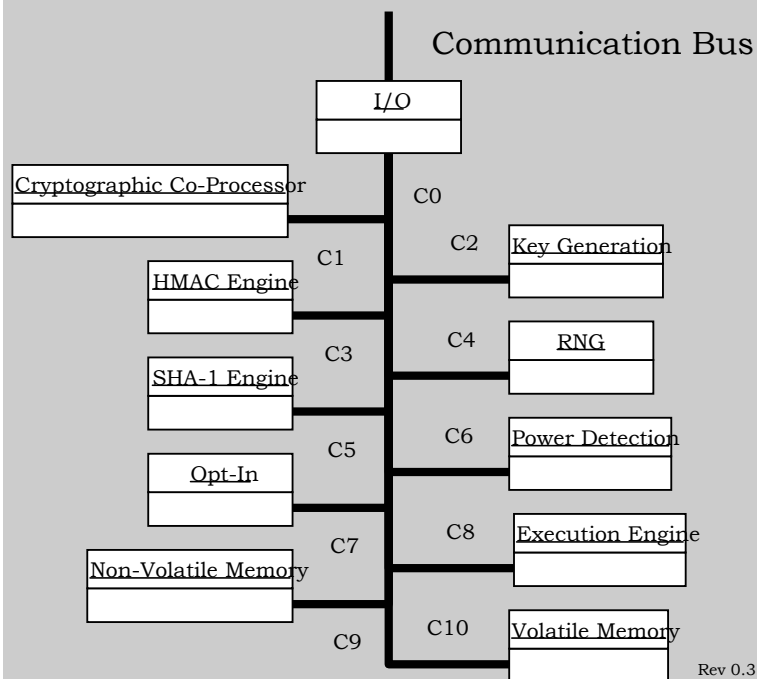 Communication Bus
I/O
Cryptographic Co-Processor
C0
C1
C2
Key Generation
HMAC Engine
C3
C4
RNG
SHA-1 Engine
C5
C6
Power Detection
Opt-In
C7
C8
Execution Engine
Non-Volatile Memory
C9
C10
Volatile Memory
Rev 0.3